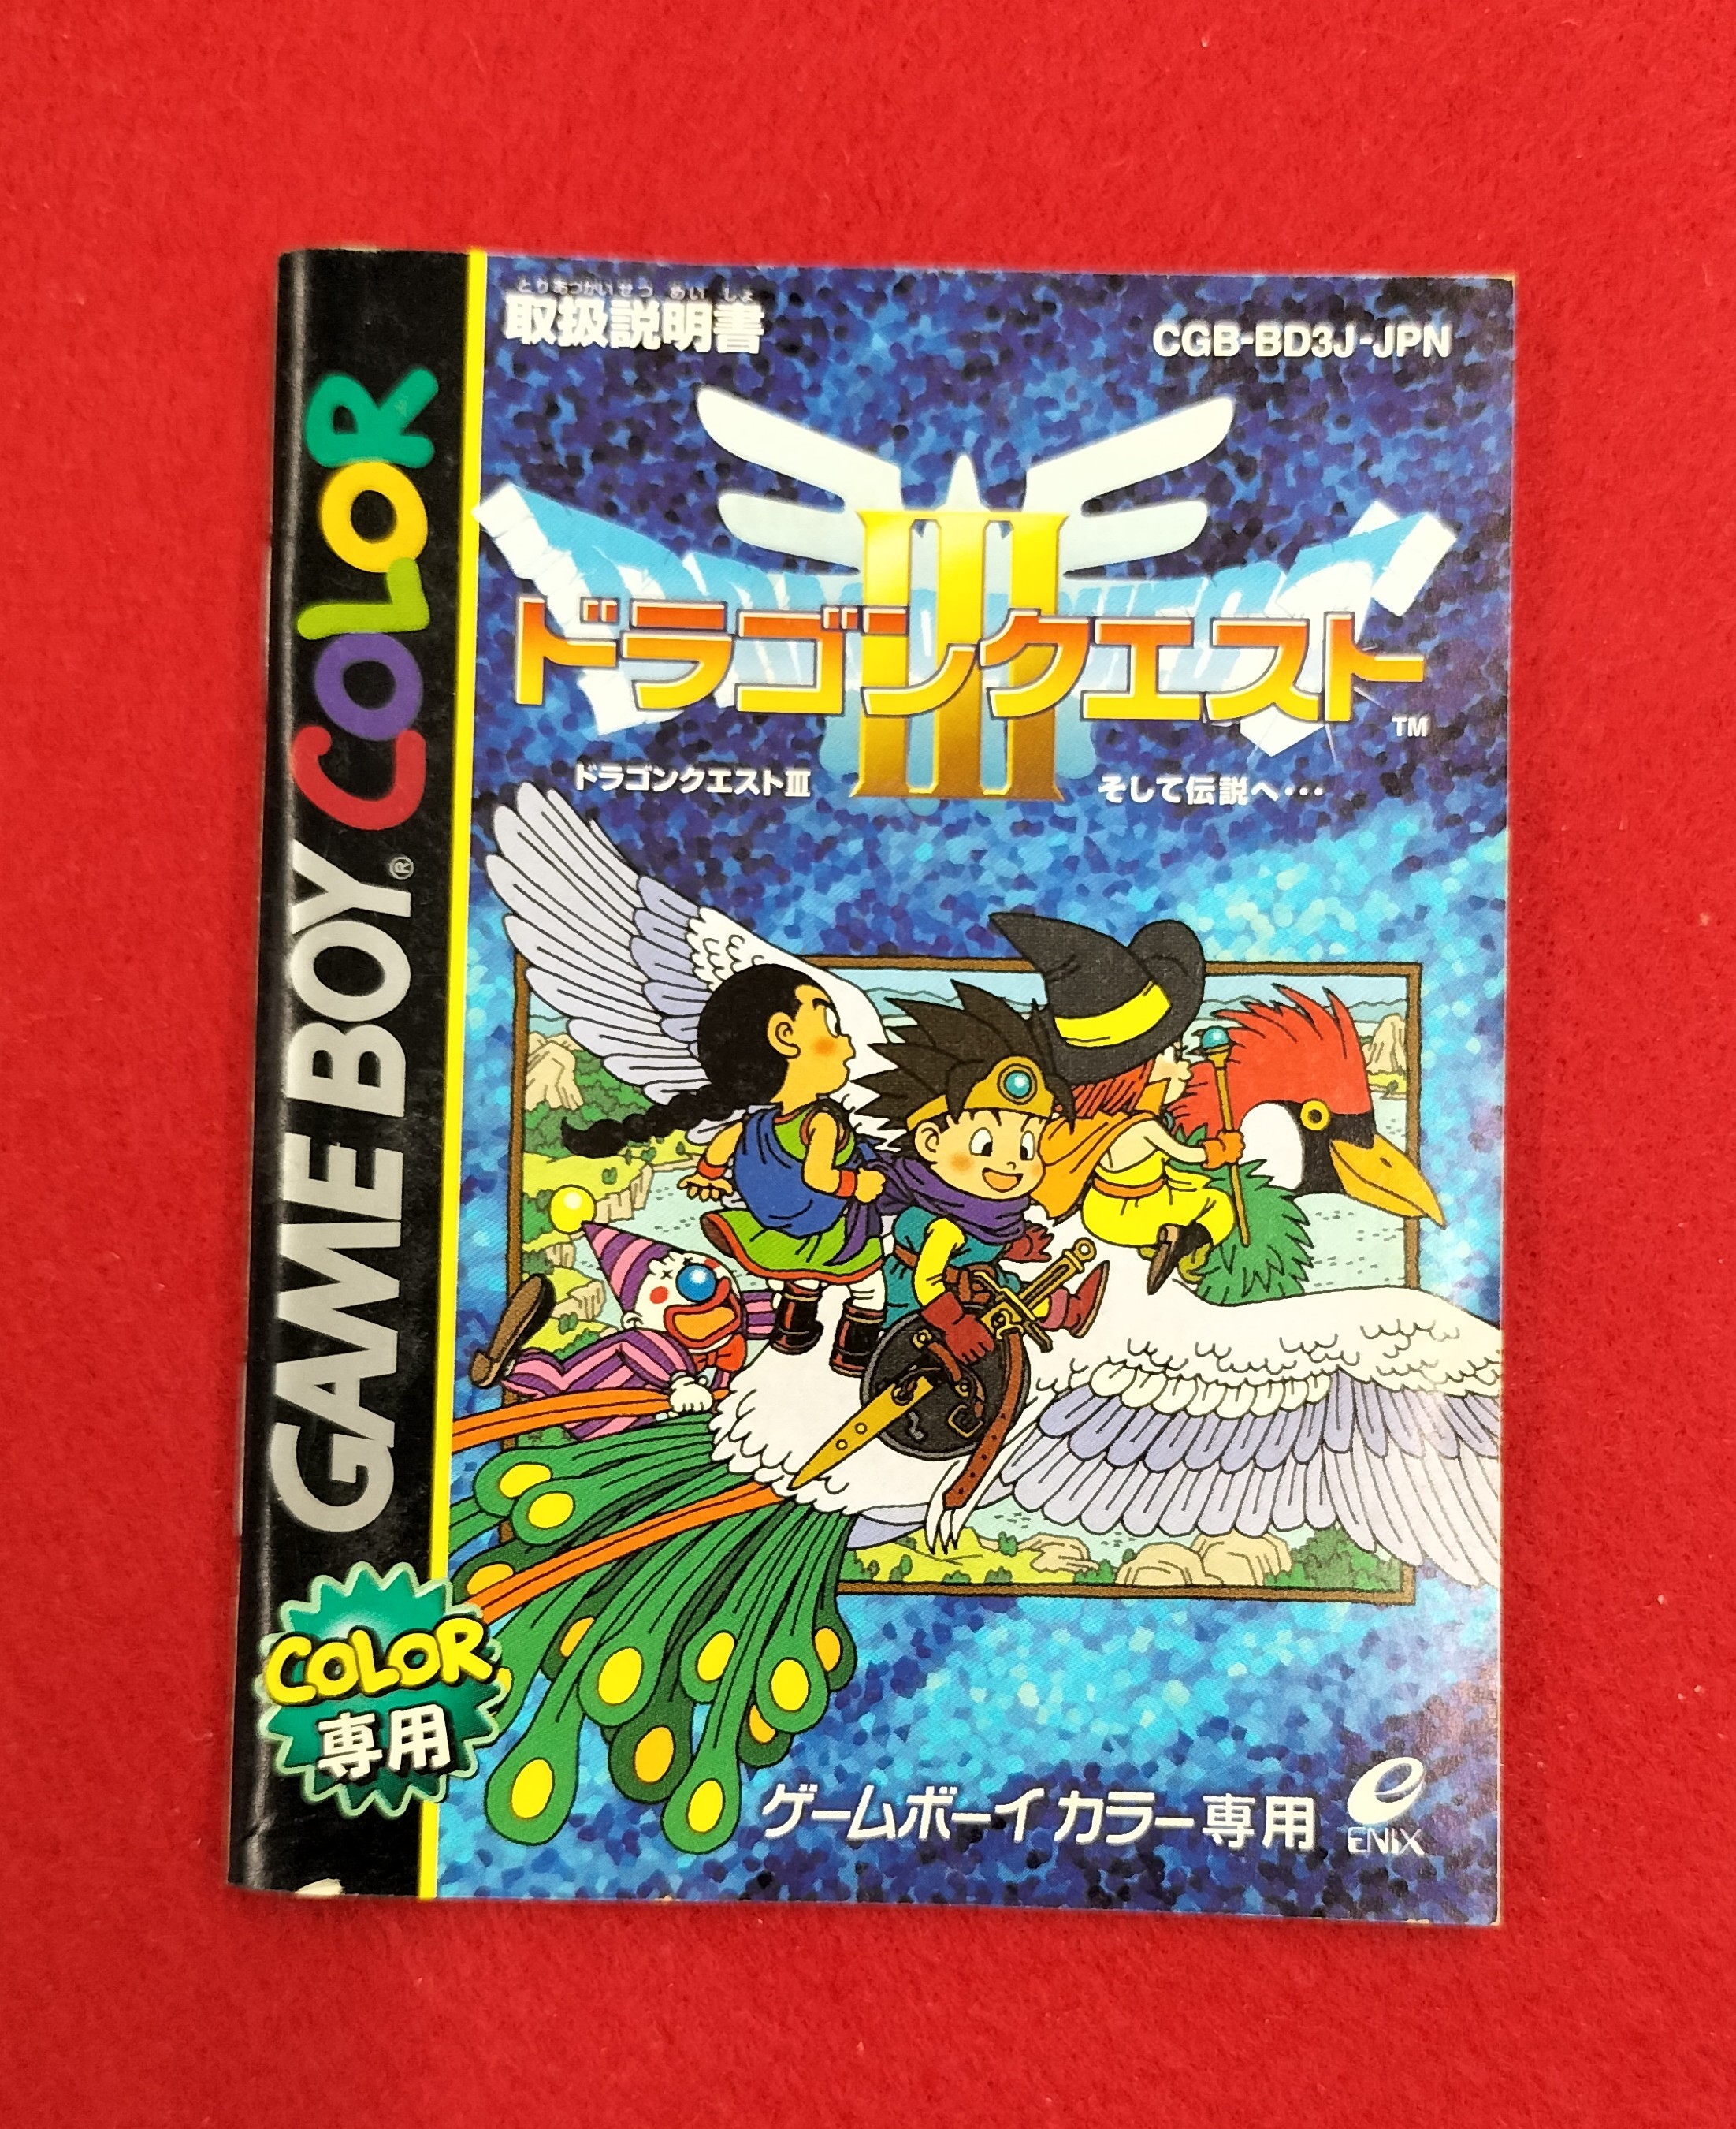 とりあつかいせつめいしょ
取扱説明書
CGB-BD3J-JPN
III
ドラゴンクエスト
TM
ドラゴンクエストIII
そして伝説へ・・・
GAME BOY COLOR
®
COLOR
専用
ゲームボーイカラー専用
ENIX